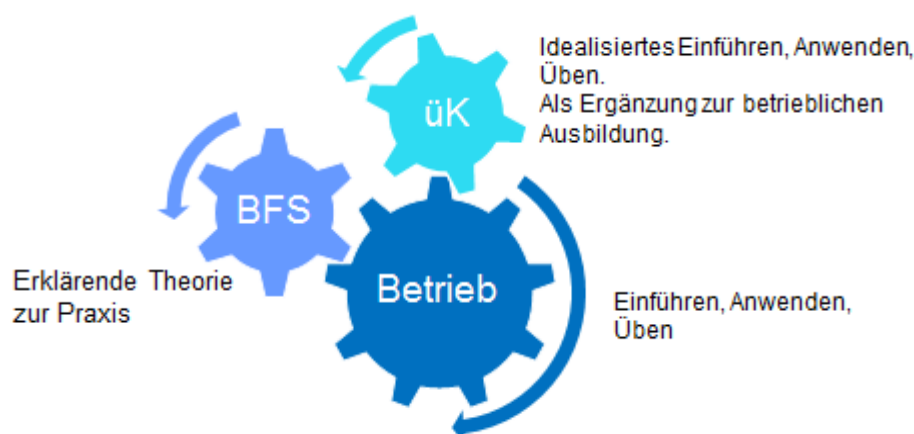 Idealisiertes Einführen, Anwenden,
Üben.
Als Ergänzung zur betrieblichen
Ausbildung.
üK
BFS
Erklärende Theorie
zur Praxis
Betrieb
Einführen, Anwenden,
Üben